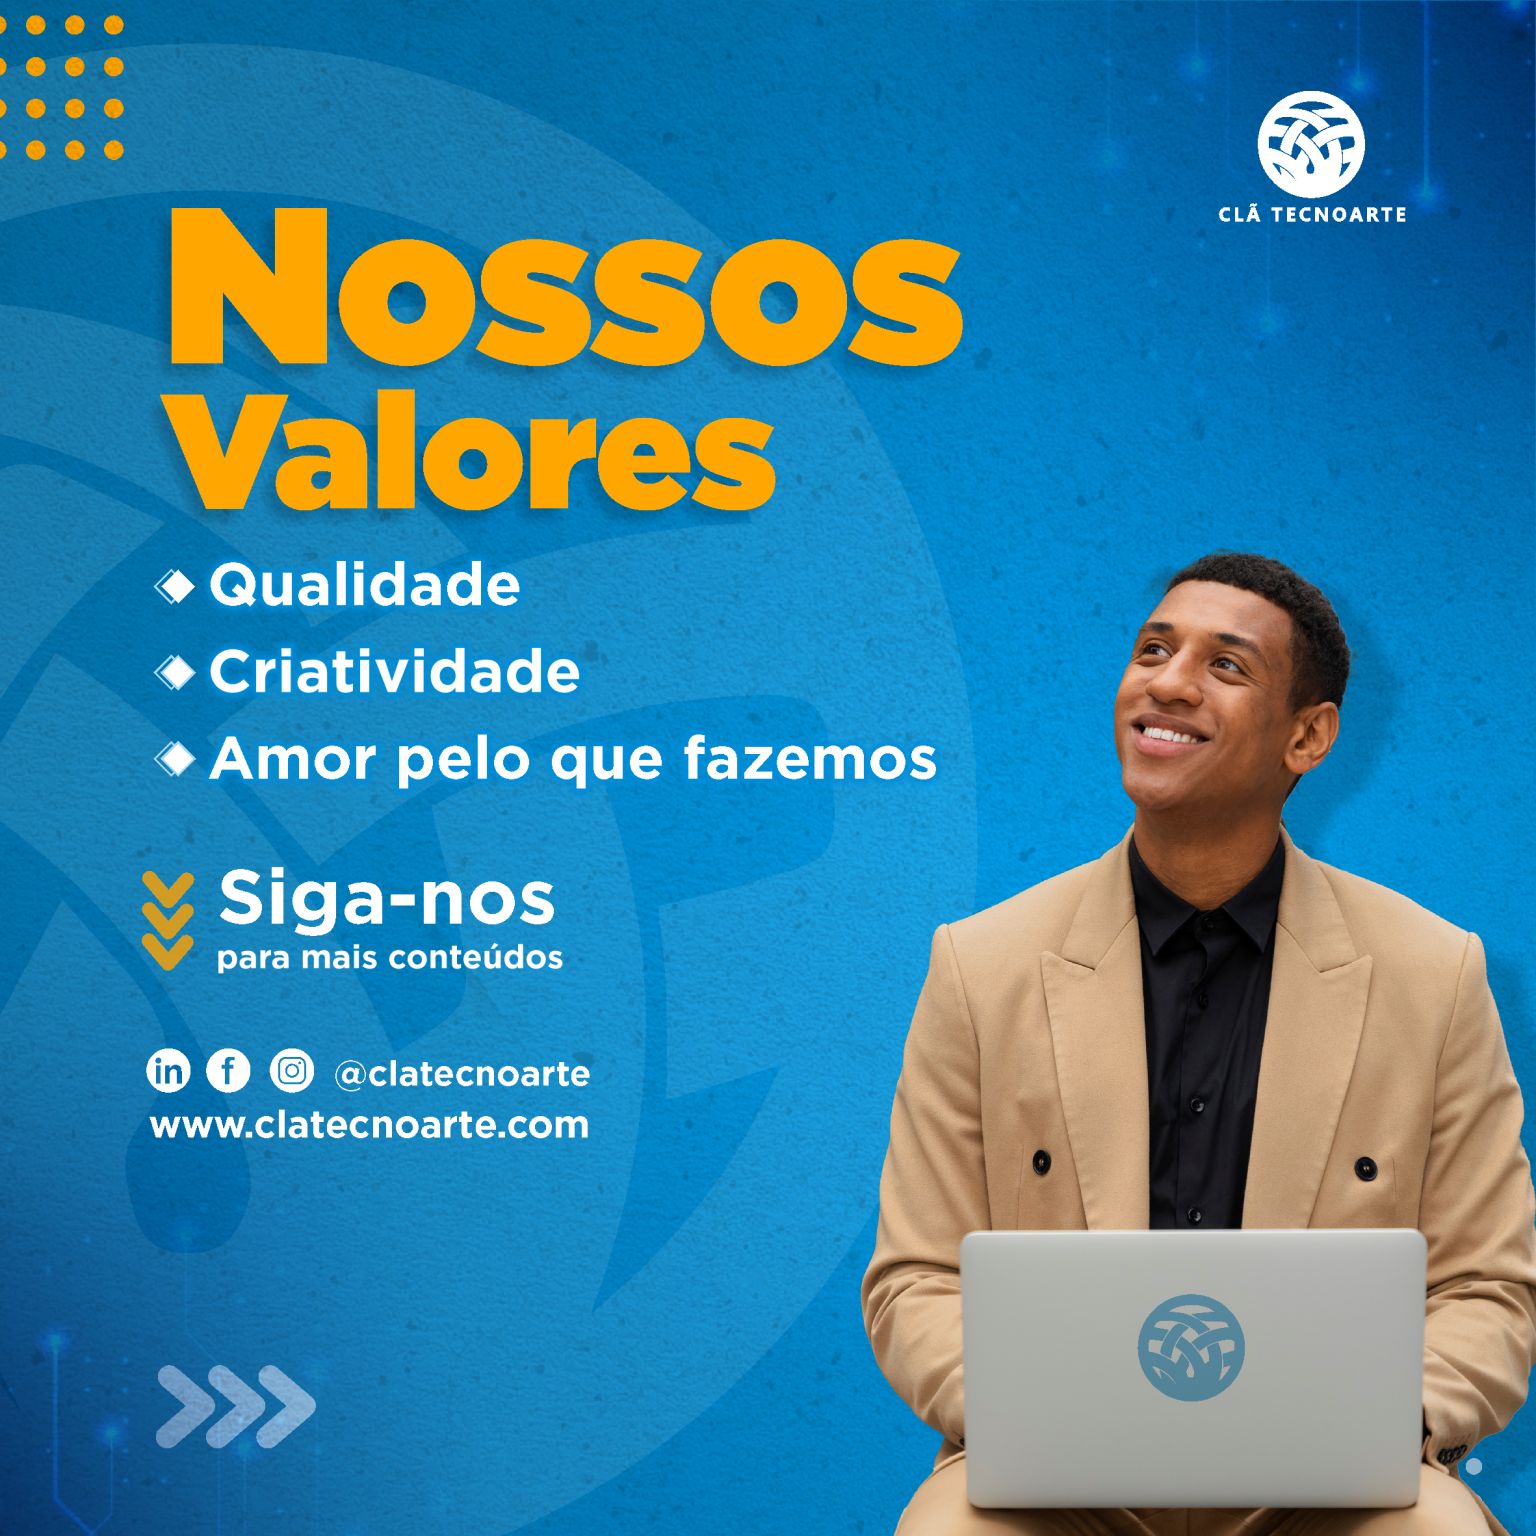 CLÃ TECNOARTE
Nossos
Valores
Qualidade
Criatividade
Amor pelo que fazemos
Siga-nos
para mais conteúdos
in f @clatecnoarte
www.clatecnoarte.com